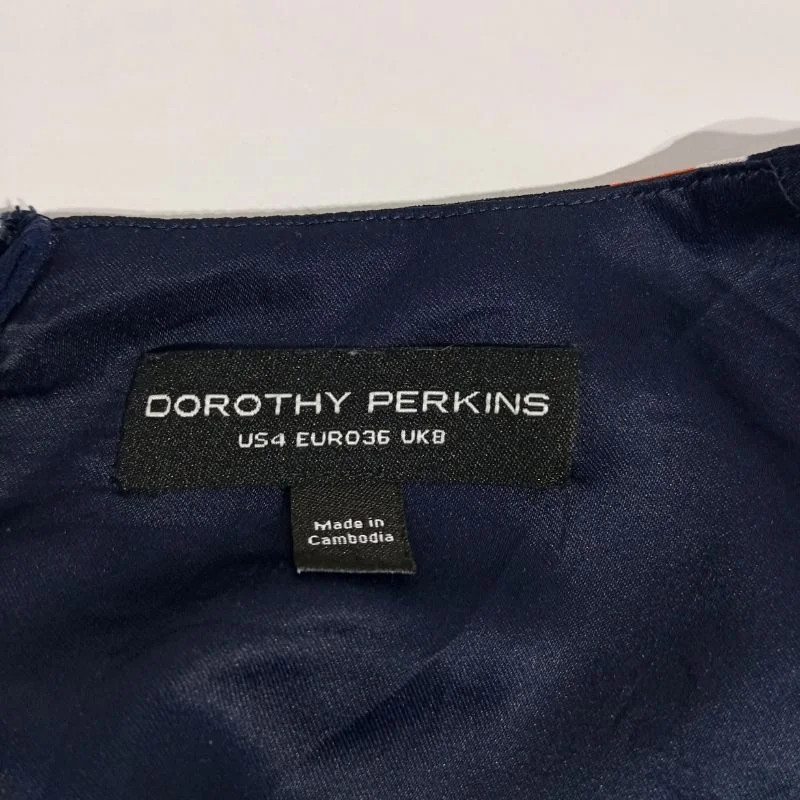 DOROTHY PERKINS
US4 EURO36 UK8
Made in
Cambodia